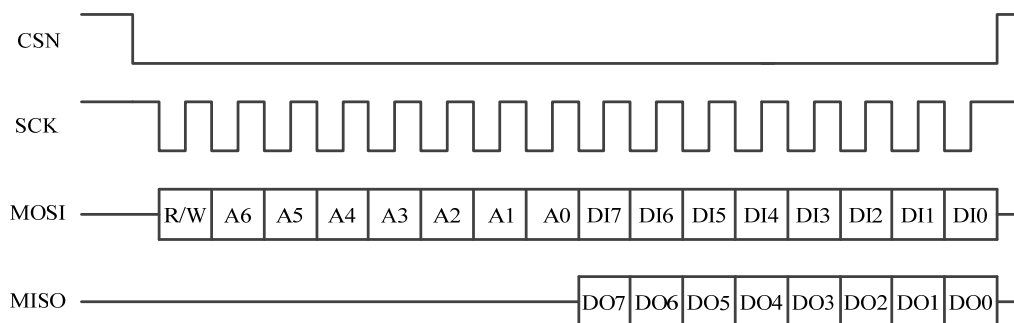 CSN
SCK
MOSI R/W A6 A5 A4 A3 A2 A1 A0 DI7 DI6 DI5 DI4 DI3 DI2 DI1 DI0
MISO DO7 DO6 DO5 DO4 DO3 DO2 DO1 DO0